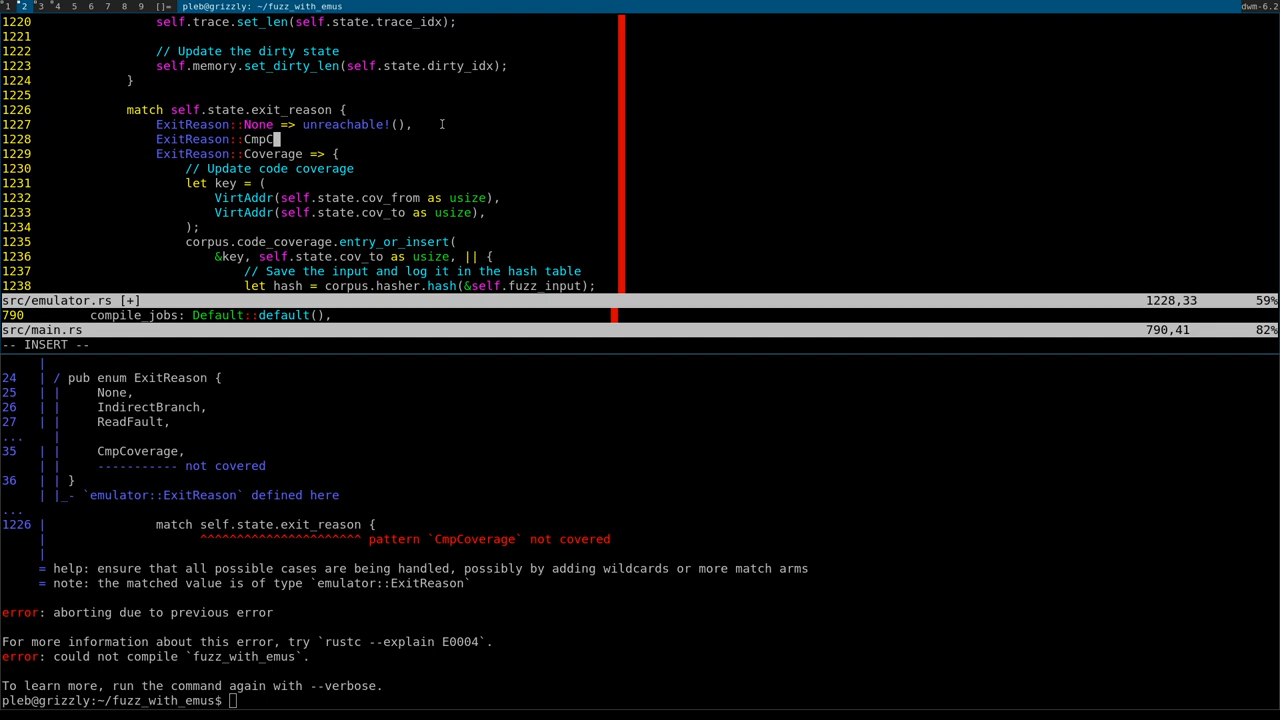 1 2 3 4 5 6 7 8 9 []= pleb@grizzly: ~/fuzz_with_emus dwm-6.2
1220 self.trace.set_len(self.state.trace_idx);
1221
1222 // Update the dirty state
1223 self.memory.set_dirty_len(self.state.dirty_idx);
1224 }
1225
1226 match self.state.exit_reason {
1227 ExitReason::None => unreachable!(),
1228 ExitReason::CmpC
1229 ExitReason::Coverage => {
1230 // Update code coverage
1231 let key = (
1232 VirtAddr(self.state.cov_from as usize),
1233 VirtAddr(self.state.cov_to as usize),
1234 );
1235 corpus.code_coverage.entry_or_insert(
1236 &key, self.state.cov_to as usize, || {
1237 // Save the input and log it in the hash table
1238 let hash = corpus.hasher.hash(&self.fuzz_input);
src/emulator.rs [+] 1228,33 59%
790 compile_jobs: Default::default(),
src/main.rs 790,41 82%
-- INSERT --
|
24 | / pub enum ExitReason {
25 | | None,
26 | | IndirectBranch,
27 | | ReadFault,
... |
35 | | CmpCoverage,
| | ----------- not covered
36 | | }
| |_- `emulator::ExitReason` defined here
...
1226 | match self.state.exit_reason {
| ^^^^^^^^^^^^^^^^^^^^^^ pattern `CmpCoverage` not covered
|
= help: ensure that all possible cases are being handled, possibly by adding wildcards or more match arms
= note: the matched value is of type `emulator::ExitReason`
error: aborting due to previous error
For more information about this error, try `rustc --explain E0004`.
error: could not compile `fuzz_with_emus`.
To learn more, run the command again with --verbose.
pleb@grizzly:~/fuzz_with_emus$